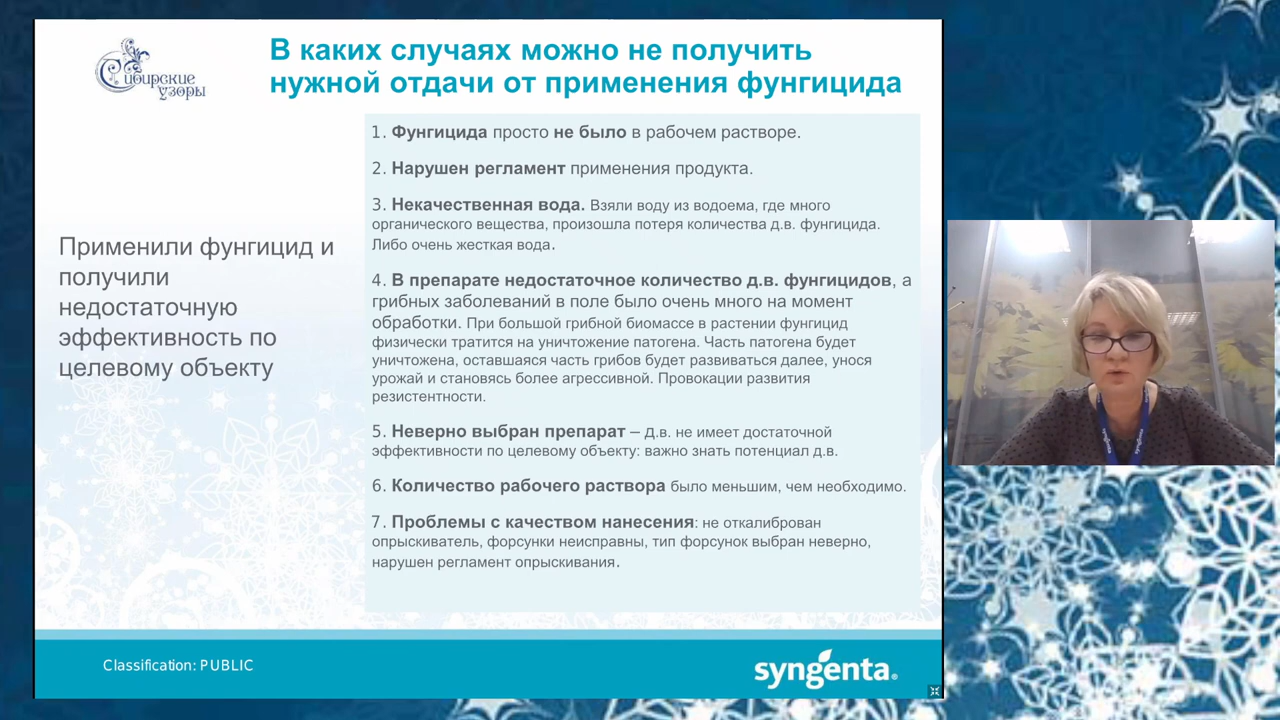 Сибирские
узоры
В каких случаях можно не получить
нужной отдачи от применения фунгицида
Применили фунгицид и
получили
недостаточную
эффективность по
целевому объекту
1. Фунгицида просто не было в рабочем растворе.
2. Нарушен регламент применения продукта.
3. Некачественная вода. Взяли воду из водоема, где много
органического вещества, произошла потеря количества д.в. фунгицида.
Либо очень жесткая вода.
4. В препарате недостаточное количество д.в. фунгицидов, а
грибных заболеваний в поле было очень много на момент
обработки. При большой грибной биомассе в растении фунгицид
физически тратится на уничтожение патогена. Часть патогена будет
уничтожена, оставшаяся часть грибов будет развиваться далее, унося
урожай и становясь более агрессивной. Провокации развития
резистентности.
5. Неверно выбран препарат – д.в. не имеет достаточной
эффективности по целевому объекту: важно знать потенциал д.в.
6. Количество рабочего раствора было меньшим, чем необходимо.
7. Проблемы с качеством нанесения: не откалиброван
опрыскиватель, форсунки неисправны, тип форсунок выбран неверно,
нарушен регламент опрыскивания.
Classification: PUBLIC
syngenta®